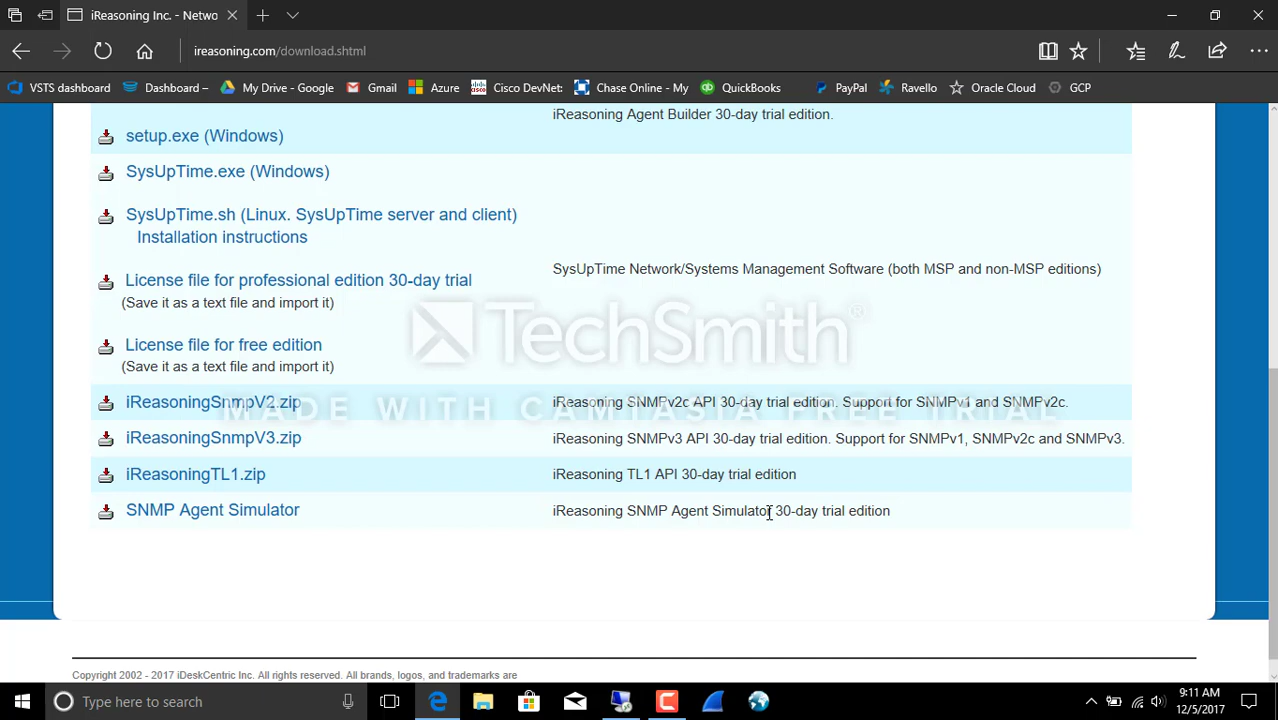 iReasoning Inc. - Netwo
ireasoning.com/download.shtml
VSTS dashboard
Dashboard –
My Drive - Google
Gmail
Azure
Cisco DevNet:
Chase Online - My
QuickBooks
PayPal
Ravello
Oracle Cloud
GCP
iReasoning Agent Builder 30-day trial edition.
setup.exe (Windows)
SysUpTime.exe (Windows)
SysUpTime.sh (Linux. SysUpTime server and client)
Installation instructions
SysUpTime Network/Systems Management Software (both MSP and non-MSP editions)
License file for professional edition 30-day trial
(Save it as a text file and import it)
TechSmith®
License file for free edition
(Save it as a text file and import it)
iReasoningSnmpV2.zip iReasoning SNMPv2c API 30-day trial edition. Support for SNMPv1 and SNMPv2c.
MADE WITH CAMTASIA FREE TRIAL
iReasoningSnmpV3.zip iReasoning SNMPv3 API 30-day trial edition. Support for SNMPv1, SNMPv2c and SNMPv3.
iReasoningTL1.zip iReasoning TL1 API 30-day trial edition
SNMP Agent Simulator iReasoning SNMP Agent Simulator 30-day trial edition
Copyright 2002 - 2017 iDeskCentric Inc. All rights reserved. All brands, logos, and trademarks are
Type here to search
9:11 AM
12/5/2017